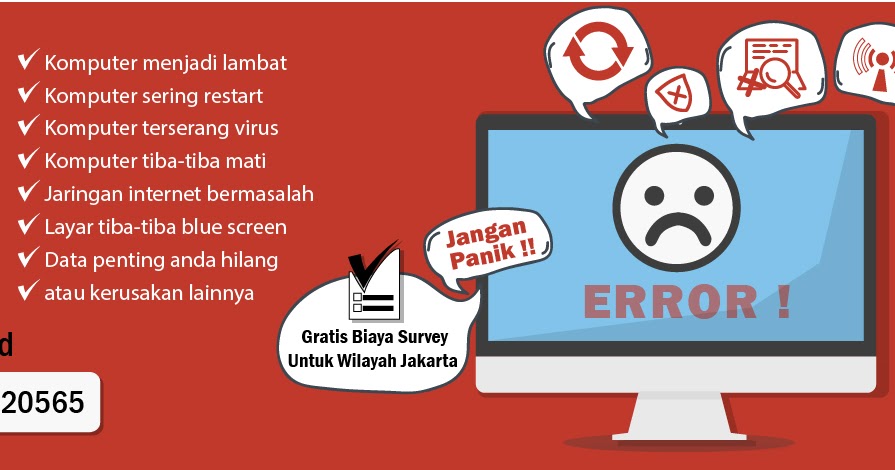 Komputer menjadi lambat
Komputer sering restart
Komputer terserang virus
Komputer tiba-tiba mati
Jaringan internet bermasalah
Layar tiba-tiba blue screen
Data penting anda hilang
atau kerusakan lainnya
d
20565
Gratis Biaya Survey
Untuk Wilayah Jakarta
Jangan
Panik !!
ERROR !